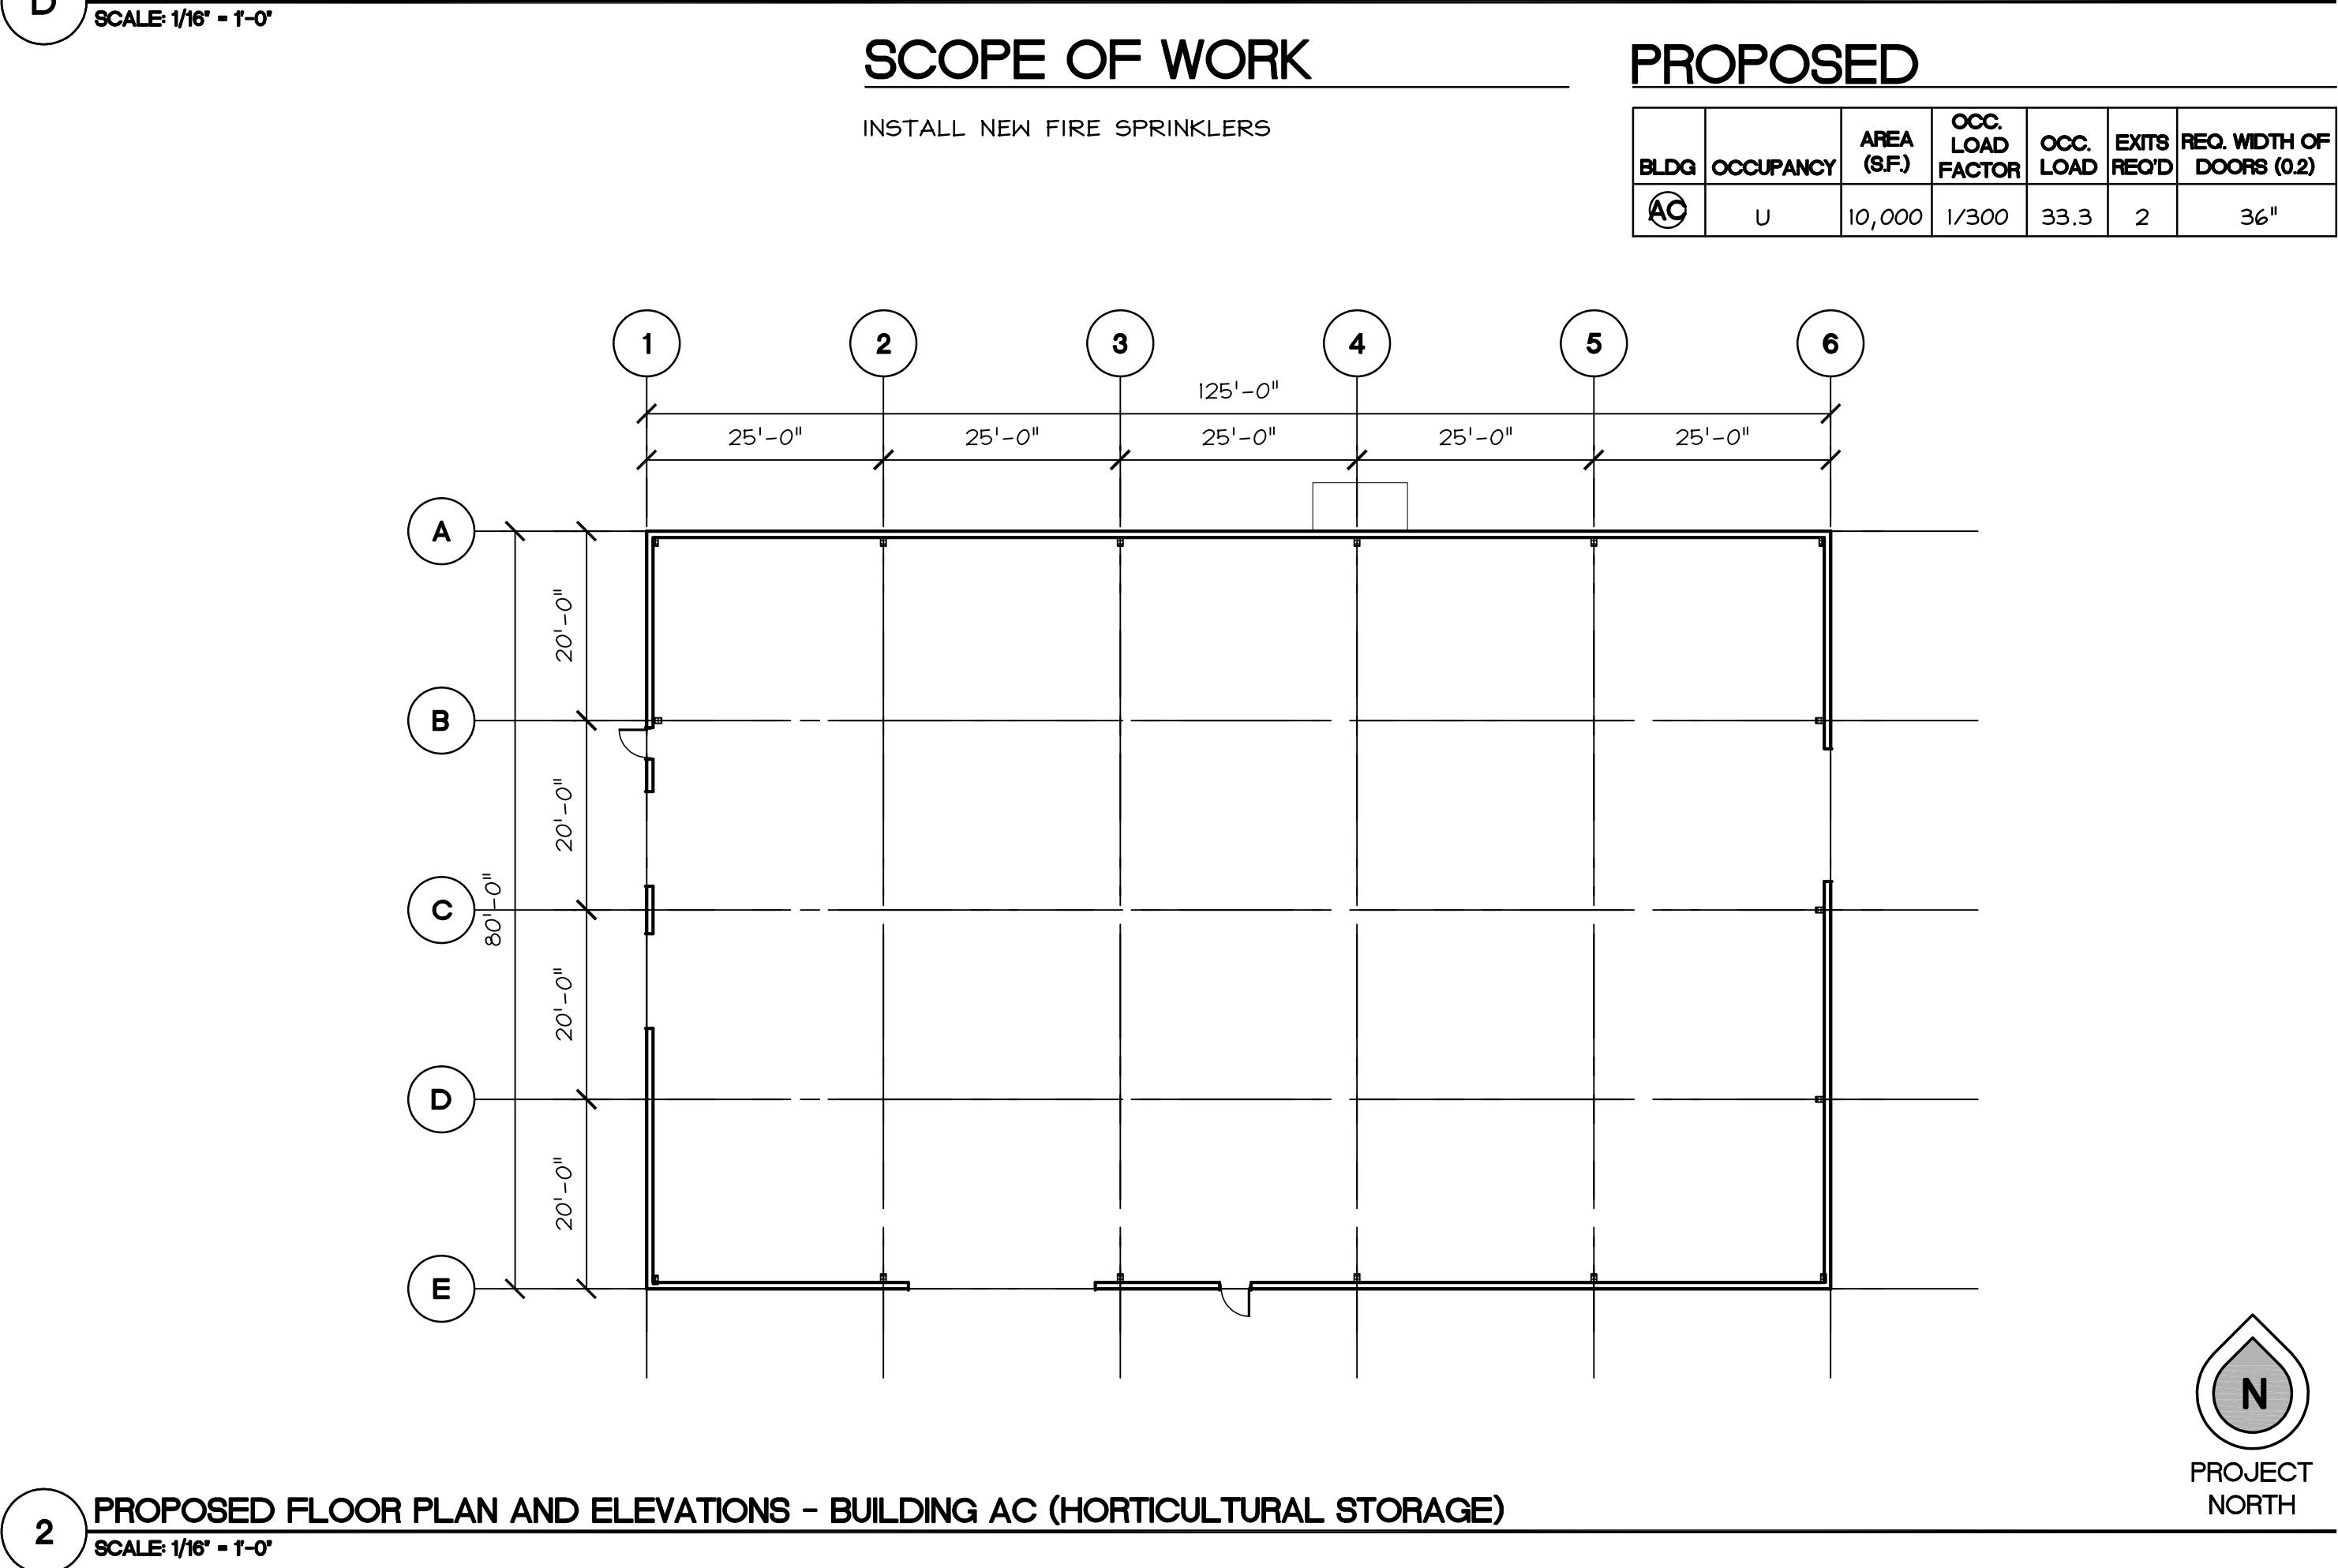 D
SCALE: 1/16" = 1'-0"
SCOPE OF WORK
INSTALL NEW FIRE SPRINKLERS
PROPOSED
BLDG OCCUPANCY AREA (S.F.) OCC. LOAD FACTOR OCC. LOAD EXITS REQ'D REQ. WIDTH OF DOORS (0.2)
AC U 10,000 1/300 33.3 2 36"
1 2 3 4 5 6
125'-0"
25'-0" 25'-0" 25'-0" 25'-0" 25'-0"
A
20'-0"
B
20'-0"
C
80'-0"
20'-0"
D
20'-0"
E
N
PROJECT
NORTH
2
PROPOSED FLOOR PLAN AND ELEVATIONS - BUILDING AC (HORTICULTURAL STORAGE)
SCALE: 1/16" = 1'-0"